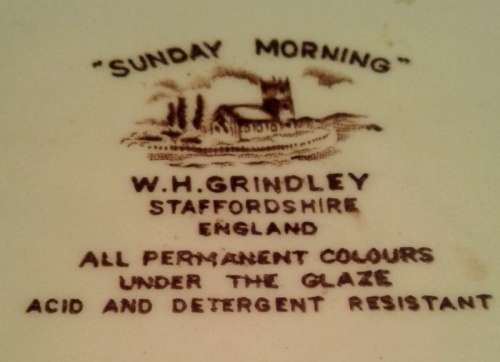 "SUNDAY MORNING"
W.H.GRINDLEY
STAFFORDSHIRE
ENGLAND
ALL PERMANENT COLOURS
UNDER THE GLAZE
ACID AND DETERGENT RESISTANT